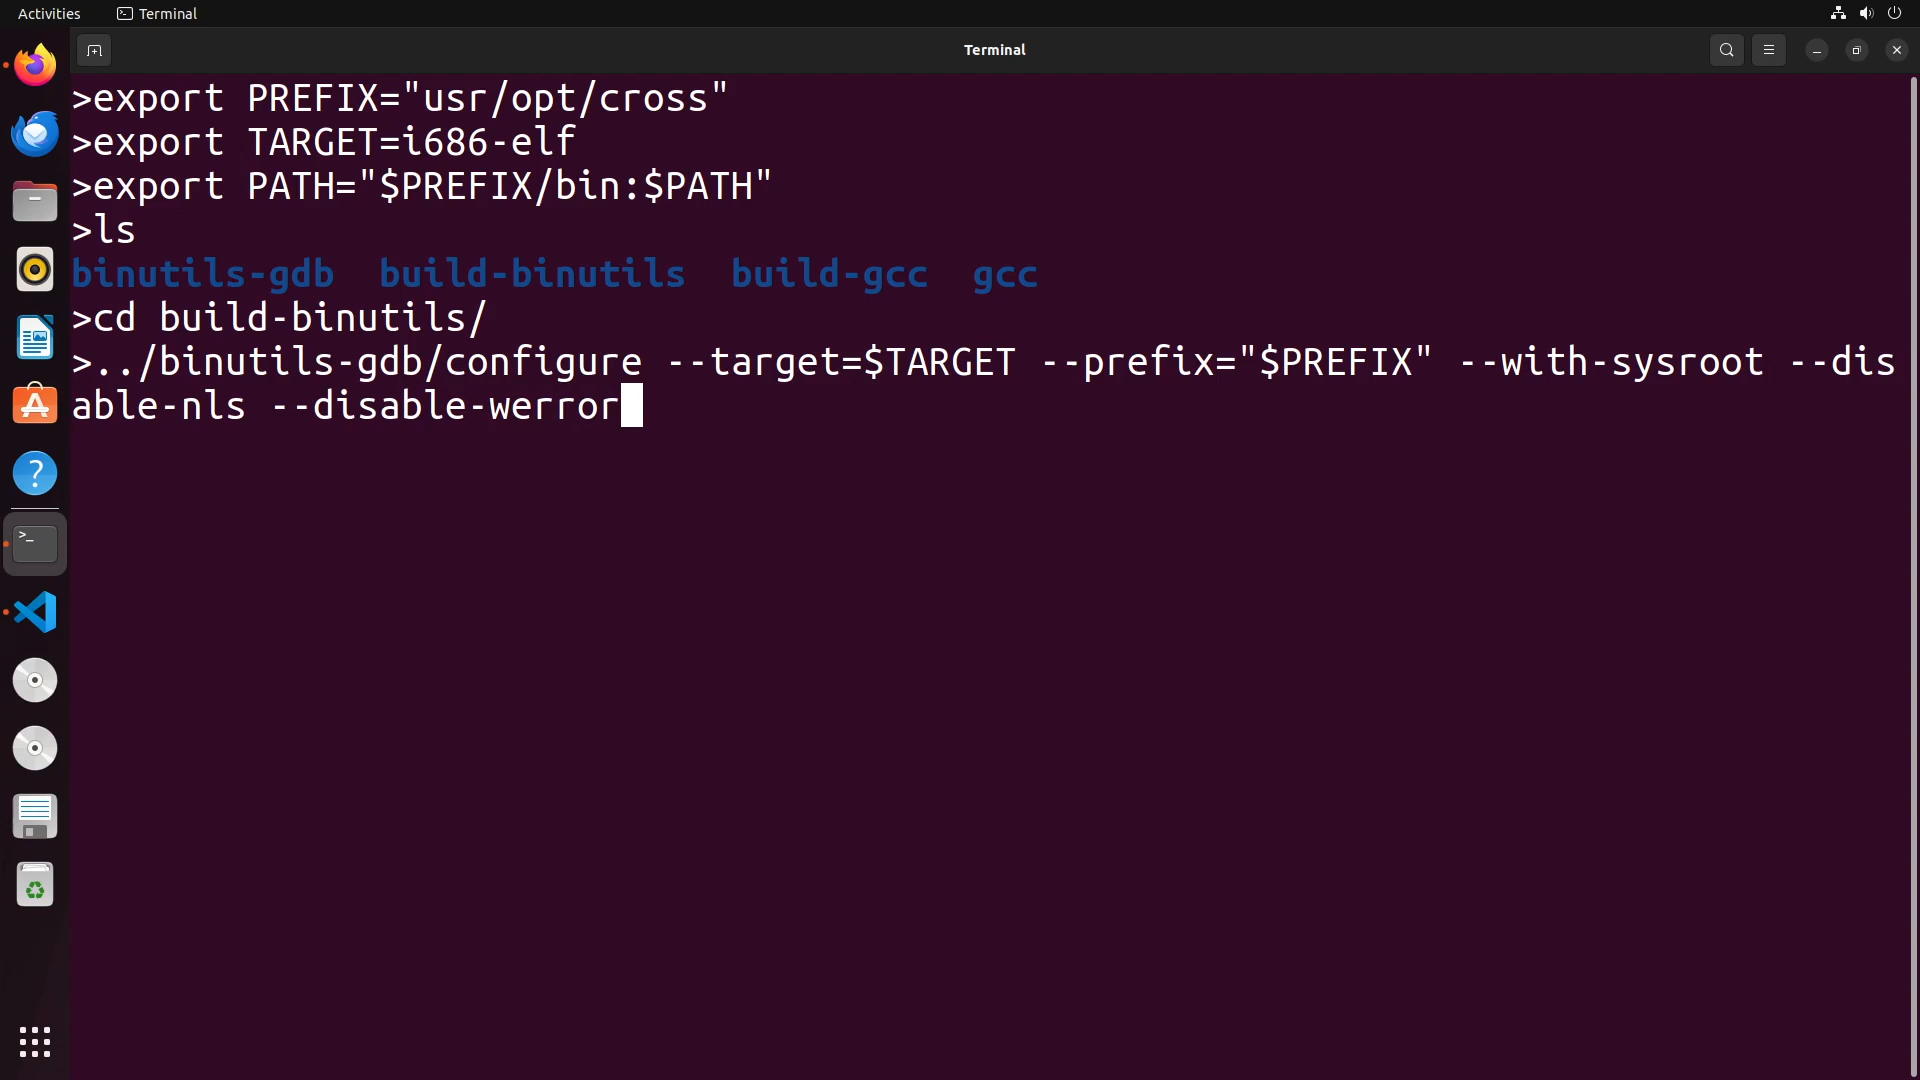 Activities
Terminal
Terminal
>export PREFIX="usr/opt/cross"
>export TARGET=i686-elf
>export PATH="$PREFIX/bin:$PATH"
>ls
binutils-gdb  build-binutils  build-gcc  gcc
>cd build-binutils/
>../binutils-gdb/configure --target=$TARGET --prefix="$PREFIX" --with-sysroot --dis
able-nls --disable-werror